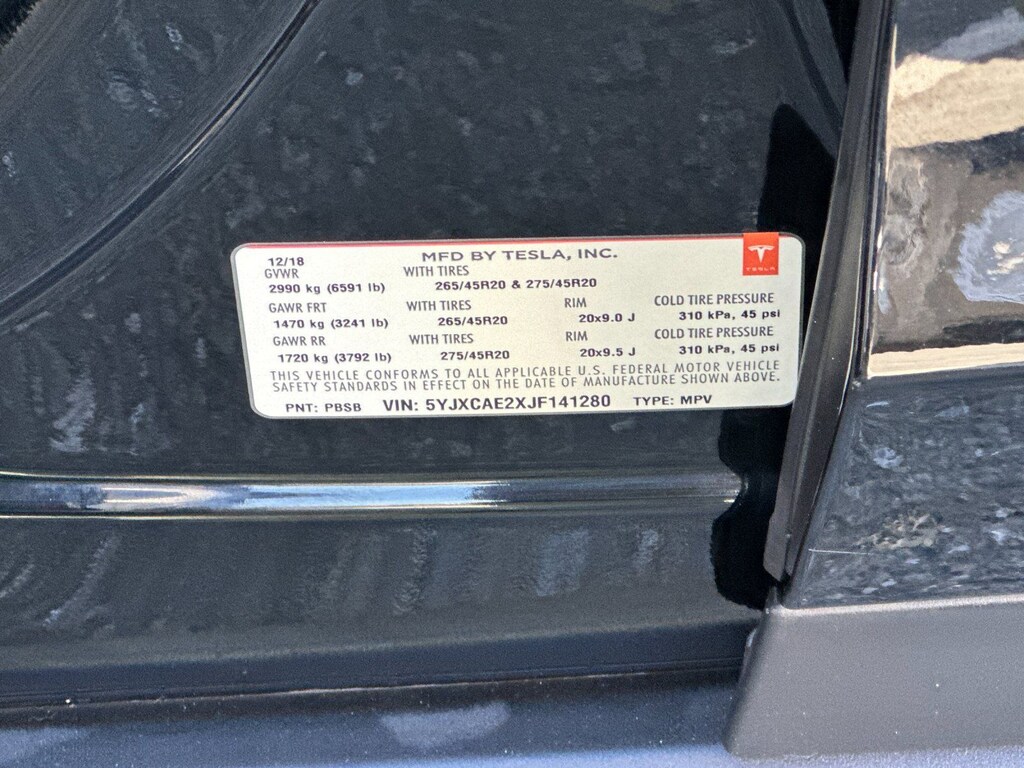 12/18 MFD BY TESLA, INC.
GVWR WITH TIRES
2990 kg (6591 lb) 265/45R20 & 275/45R20
GAWR FRT WITH TIRES RIM COLD TIRE PRESSURE
1470 kg (3241 lb) 265/45R20 20x9.0 J 310 kPa, 45 psi
GAWR RR WITH TIRES RIM COLD TIRE PRESSURE
1720 kg (3792 lb) 275/45R20 20x9.5 J 310 kPa, 45 psi
THIS VEHICLE CONFORMS TO ALL APPLICABLE U.S. FEDERAL MOTOR VEHICLE
SAFETY STANDARDS IN EFFECT ON THE DATE OF MANUFACTURE SHOWN ABOVE.
PNT: PBSB VIN: 5YJXCAE2XJF141280 TYPE: MPV
TESLA